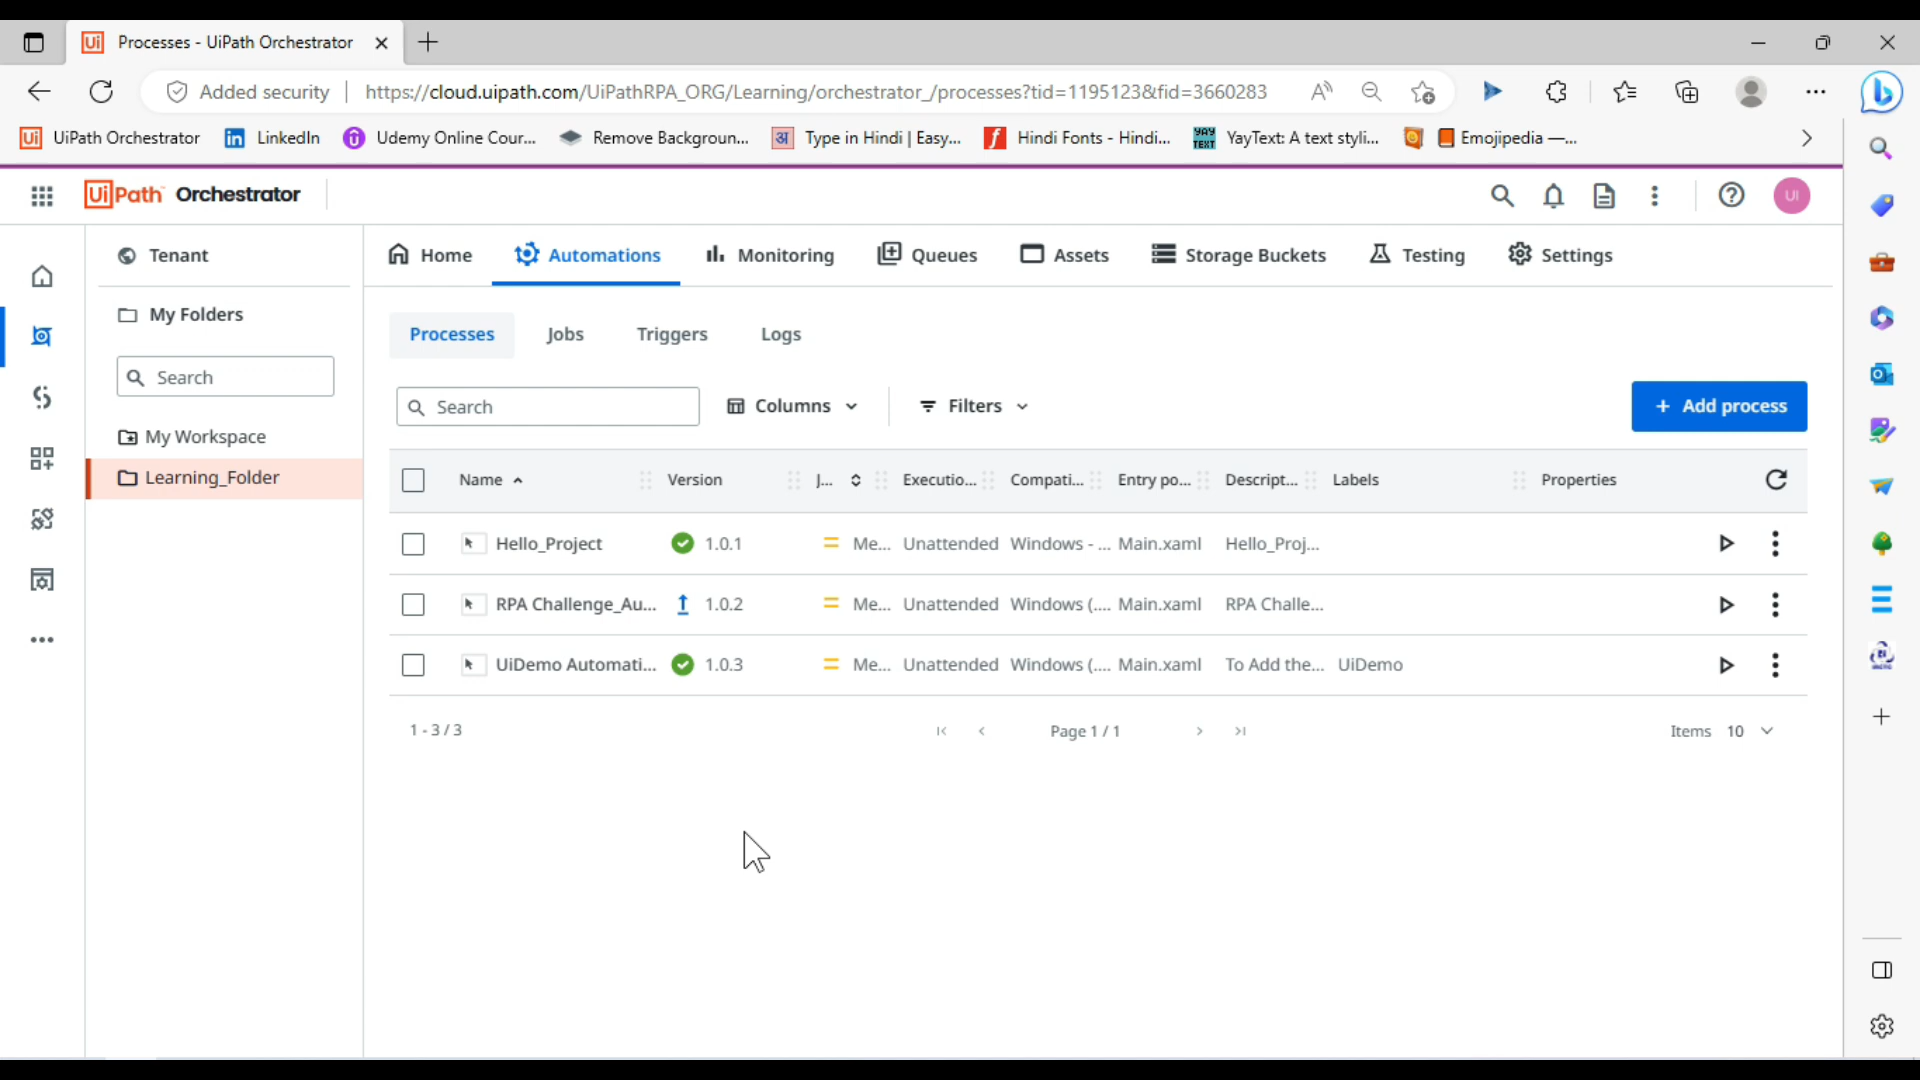 Processes - UiPath Orchestrator
Added security https://cloud.uipath.com/UiPathRPA_ORG/Learning/orchestrator_/processes?tid=1195123&fid=3660283
UiPath Orchestrator LinkedIn Udemy Online Cour... Remove Backgroun... अ Type in Hindi | Easy... Hindi Fonts - Hindi... YAY TEXT YayText: A text styli... Emojipedia —...
UiPath Orchestrator UI
Tenant Home Automations Monitoring Queues Assets Storage Buckets Testing Settings
My Folders
Processes Jobs Triggers Logs
Search
Search Columns Filters + Add process
My Workspace
Learning_Folder
Name Version J... Executio... Compati... Entry po... Descript... Labels Properties
Hello_Project 1.0.1 Me... Unattended Windows - ... Main.xaml Hello_Proj...
RPA Challenge_Au... 1.0.2 Me... Unattended Windows (.... Main.xaml RPA Challe...
UiDemo Automati... 1.0.3 Me... Unattended Windows (.... Main.xaml To Add the... UiDemo
1 - 3 / 3 Page 1 / 1 Items 10